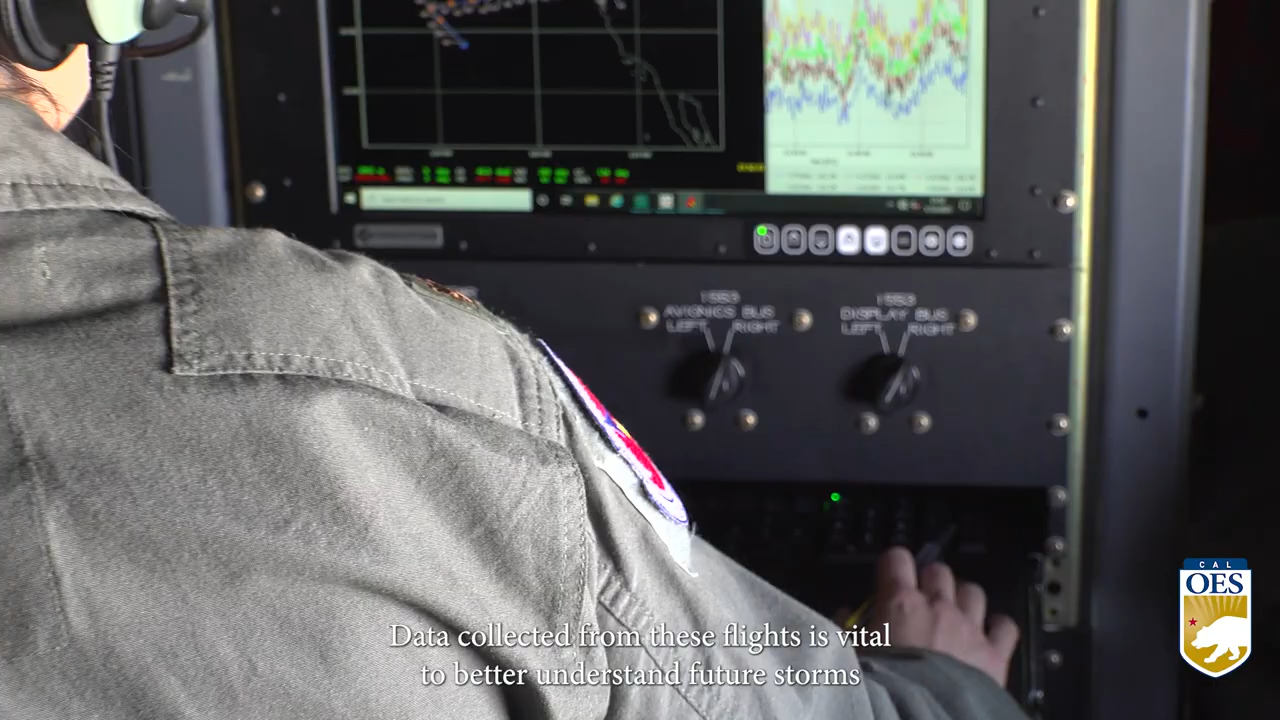 1553
AVIONICS BUS
LEFT RIGHT
1553
DISPLAY BUS
LEFT RIGHT
CAL
OES
Data collected from these flights is vital
to better understand future storms